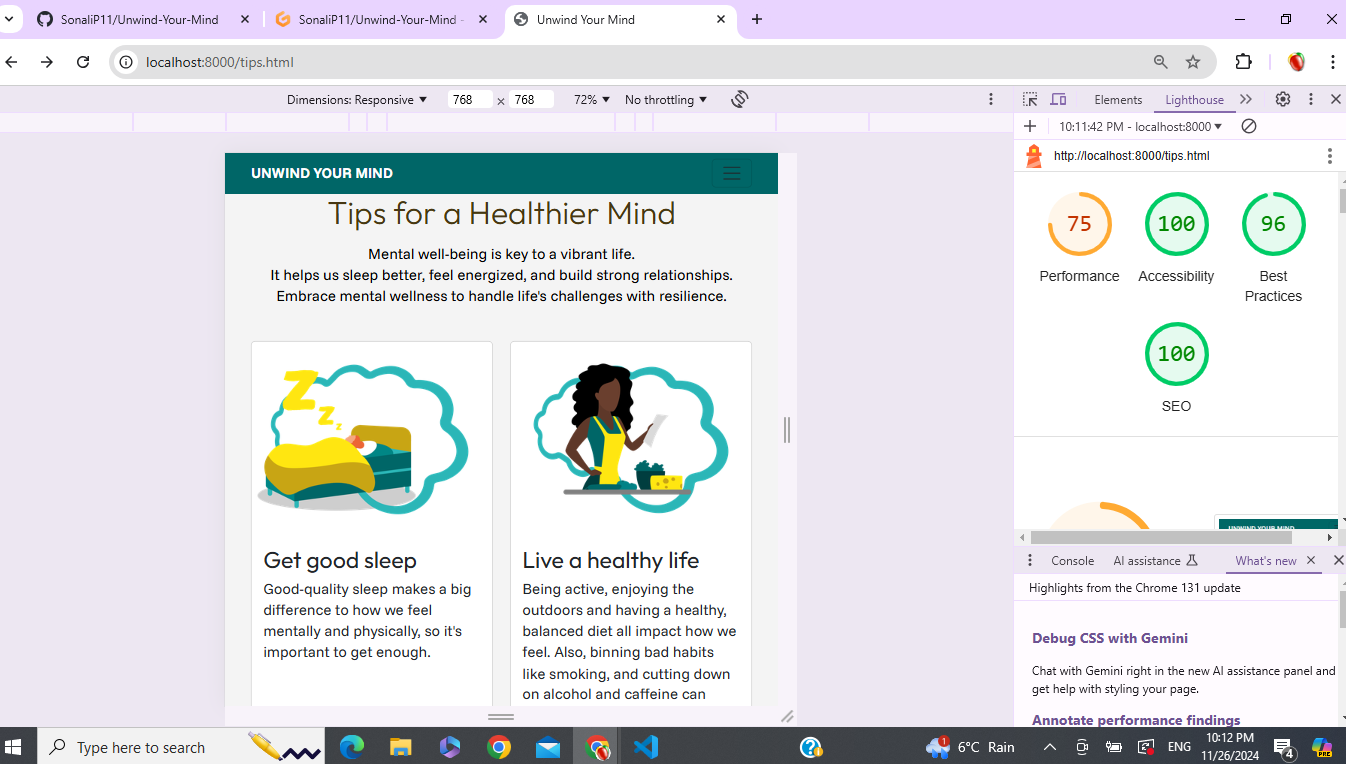 SonaliP11/Unwind-Your-Mind
SonaliP11/Unwind-Your-Mind -
Unwind Your Mind
localhost:8000/tips.html
Dimensions: Responsive
768 x 768
72%
No throttling
Elements
Lighthouse
10:11:42 PM - localhost:8000
http://localhost:8000/tips.html
75
100
96
Performance
Accessibility
Best
Practices
100
SEO
UNWIND YOUR MIND
Tips for a Healthier Mind
Mental well-being is key to a vibrant life.
It helps us sleep better, feel energized, and build strong relationships.
Embrace mental wellness to handle life's challenges with resilience.
Z
Z
z
Get good sleep
Good-quality sleep makes a big
difference to how we feel
mentally and physically, so it's
important to get enough.
Live a healthy life
Being active, enjoying the
outdoors and having a healthy,
balanced diet all impact how we
feel. Also, binning bad habits
like smoking, and cutting down
on alcohol and caffeine can
UNWIND YOUR MIND
Console
AI assistance
What's new
Highlights from the Chrome 131 update
Debug CSS with Gemini
Chat with Gemini right in the new AI assistance panel and
get help with styling your page.
Annotate performance findings
Type here to search
1
6°C Rain
ENG
10:12 PM
11/26/2024
4
PRE